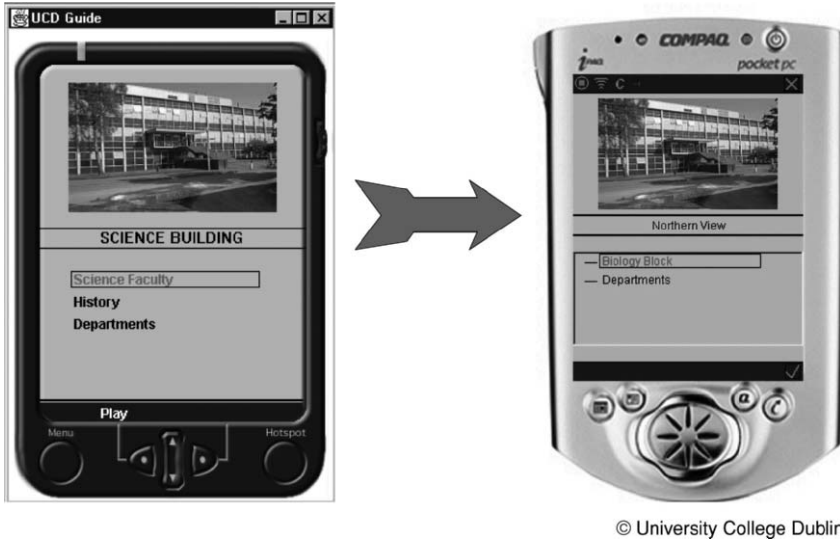 UCD Guide
SCIENCE BUILDING
Science Faculty
History
Departments
Play
Menu
Hotspot
COMPAQ
iPAQ
pocket pc
Northern View
Biology Block
Departments
© University College Dublin